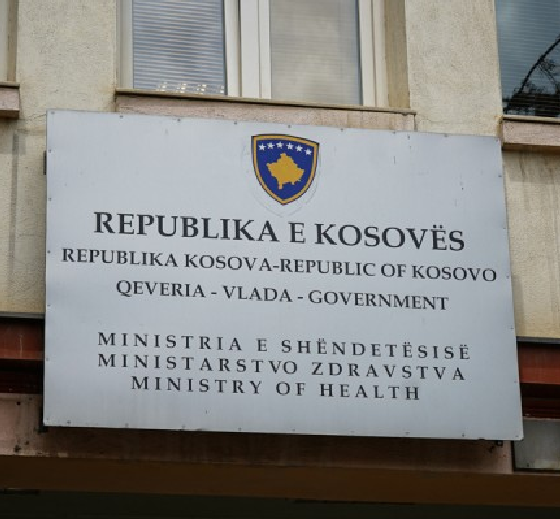 REPUBLIKA E KOSOVËS
REPUBLIKA KOSOVA-REPUBLIC OF KOSOVO
QEVERIA - VLADA - GOVERNMENT
MINISTRIA E SHËNDETËSISË
MINISTARSTVO ZDRAVSTVA
MINISTRY OF HEALTH